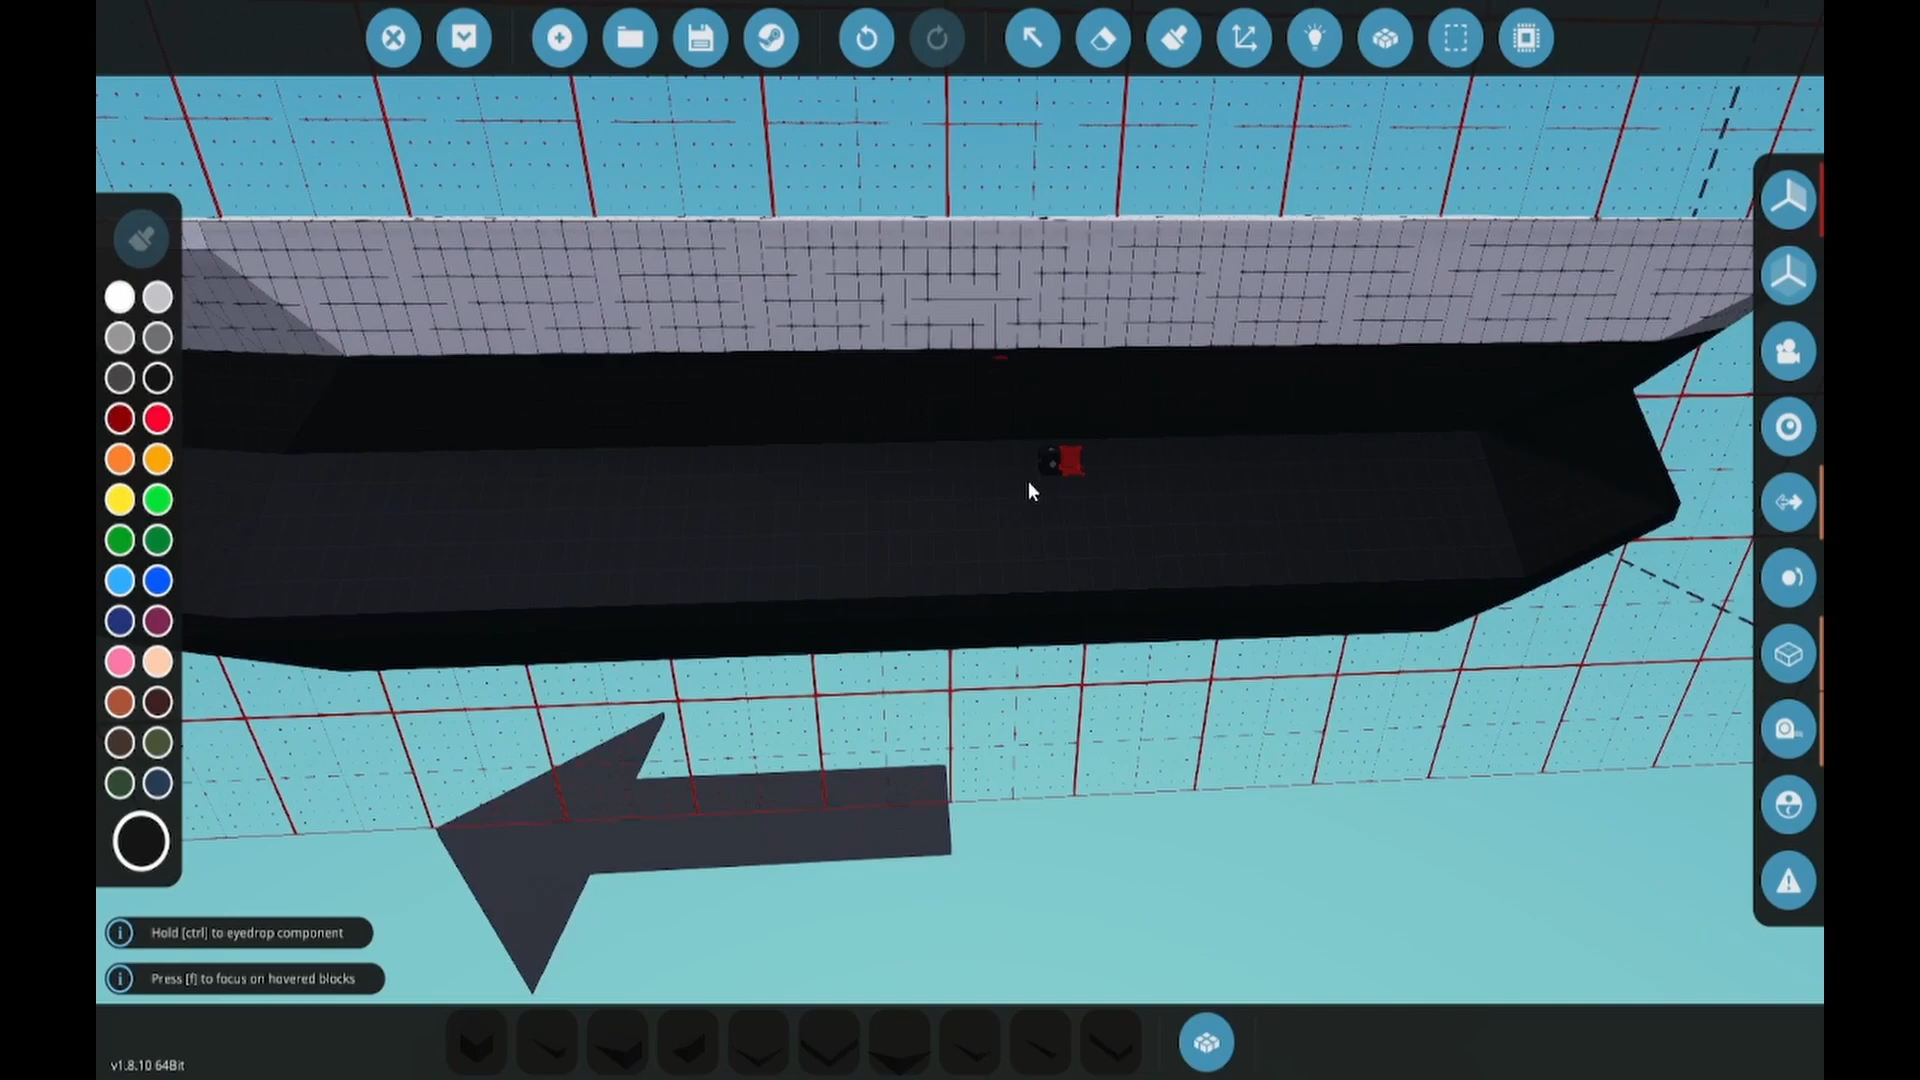 Hold [ctrl] to eyedrop component
Press [f] to focus on hovered blocks
v1.8.10 64Bit